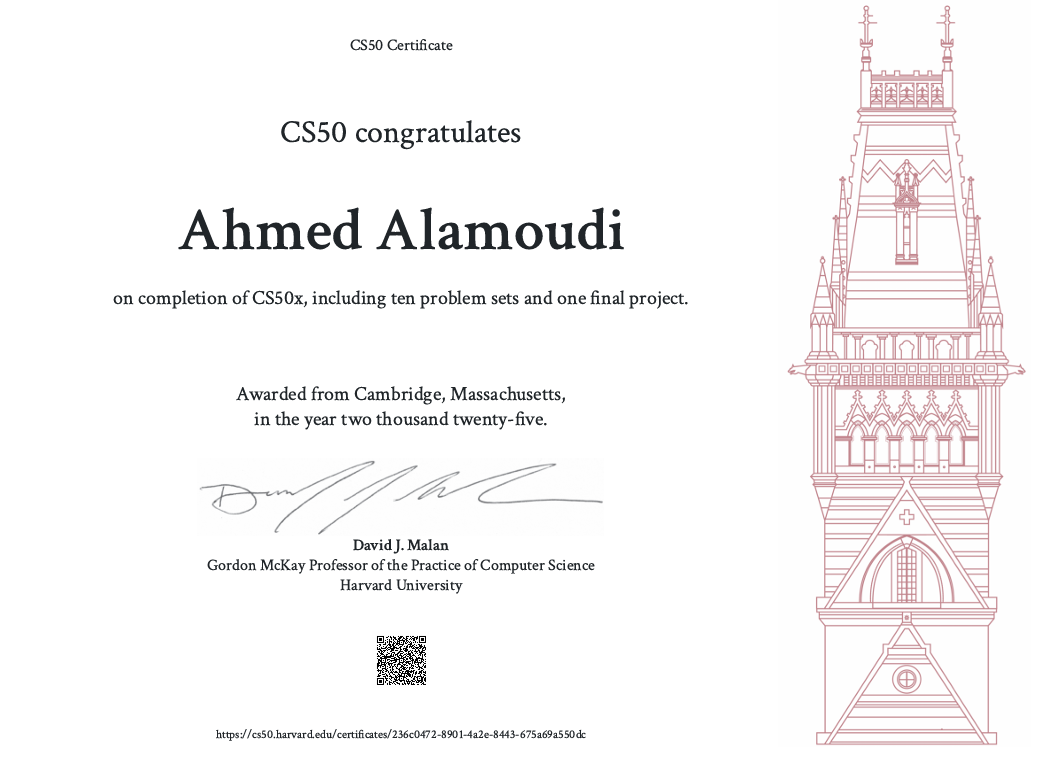 CS50 Certificate
CS50 congratulates
Ahmed Alamoudi
on completion of CS50x, including ten problem sets and one final project.
Awarded from Cambridge, Massachusetts,
in the year two thousand twenty-five.
David J. Malan
Gordon McKay Professor of the Practice of Computer Science
Harvard University
https://cs50.harvard.edu/certificates/236c0472-8901-4a2e-8443-675a69a550dc